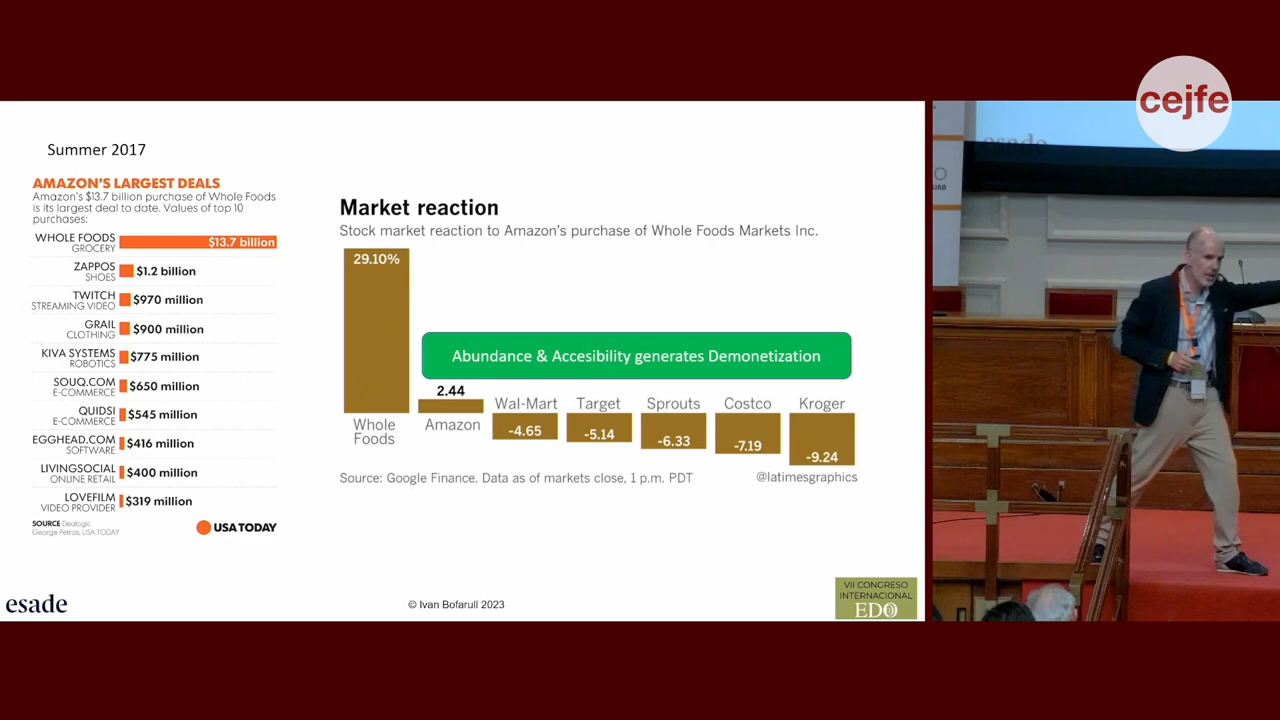 cejfe
Summer 2017
AMAZON'S LARGEST DEALS
Amazon's $13.7 billion purchase of Whole Foods
is its largest deal to date. Values of top 10
purchases:
WHOLE FOODS
GROCERY
$13.7 billion
ZAPPOS
SHOES
$1.2 billion
TWITCH
STREAMING VIDEO
$970 million
GRAIL
CLOTHING
$900 million
KIVA SYSTEMS
ROBOTICS
$775 million
SOUQ.COM
E-COMMERCE
$650 million
QUIDSI
E-COMMERCE
$545 million
EGGHEAD.COM
SOFTWARE
$416 million
LIVINGSOCIAL
ONLINE RETAIL
$400 million
LOVEFILM
VIDEO PROVIDER
$319 million
SOURCE Dealogic
George Petras, USA TODAY
USA TODAY
Market reaction
Stock market reaction to Amazon's purchase of Whole Foods Markets Inc.
29.10%
Whole
Foods
2.44
Amazon
Abundance & Accesibility generates Demonetization
Wal-Mart
-4.65
Target
-5.14
Sprouts
-6.33
Costco
-7.19
Kroger
-9.24
Source: Google Finance. Data as of markets close, 1 p.m. PDT
@latimesgraphics
esade
© Ivan Bofarull 2023
VII CONGRESO
INTERNACIONAL
EDO
esade
UAB